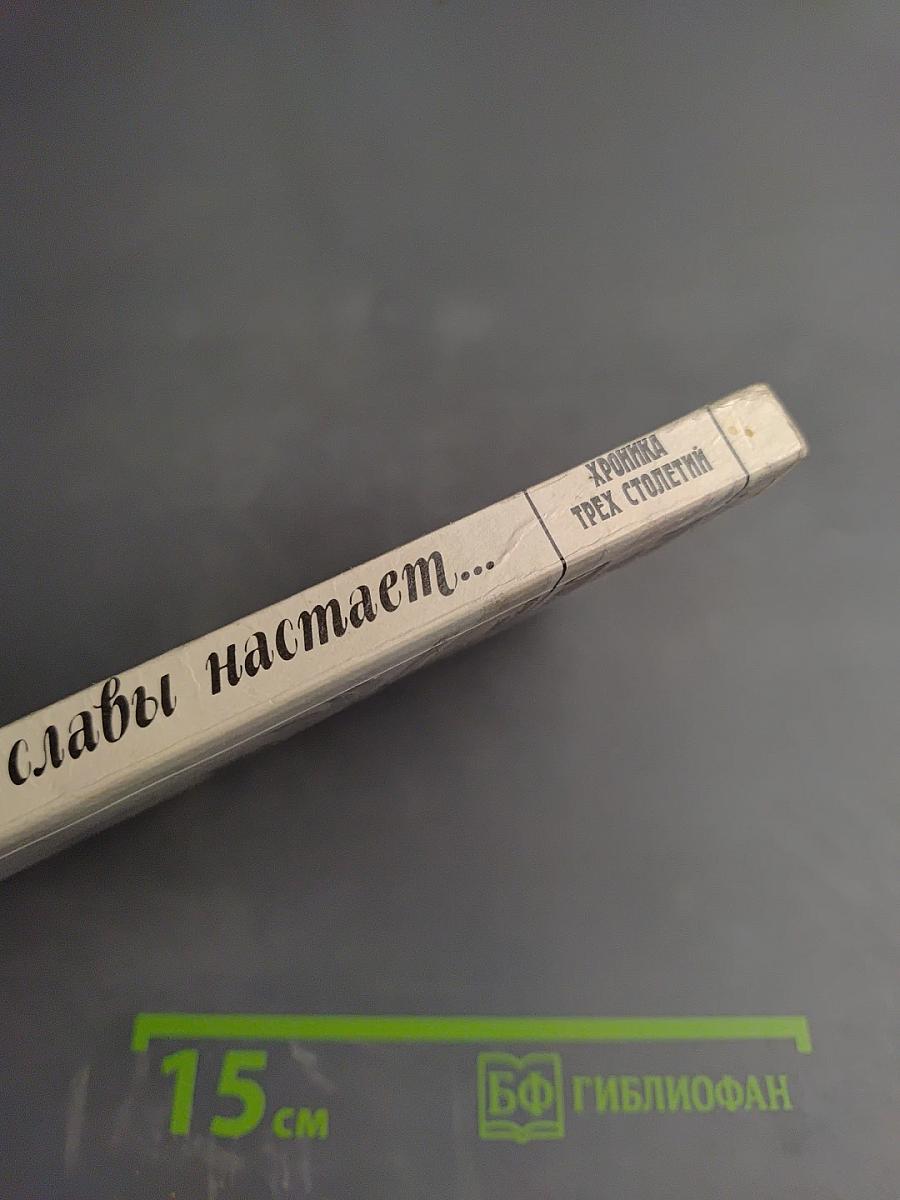 славы настает...
ХРОНИКА
ТРЕХ СТОЛЕТИЙ
15 см
БФ ГИБЛИОФАН